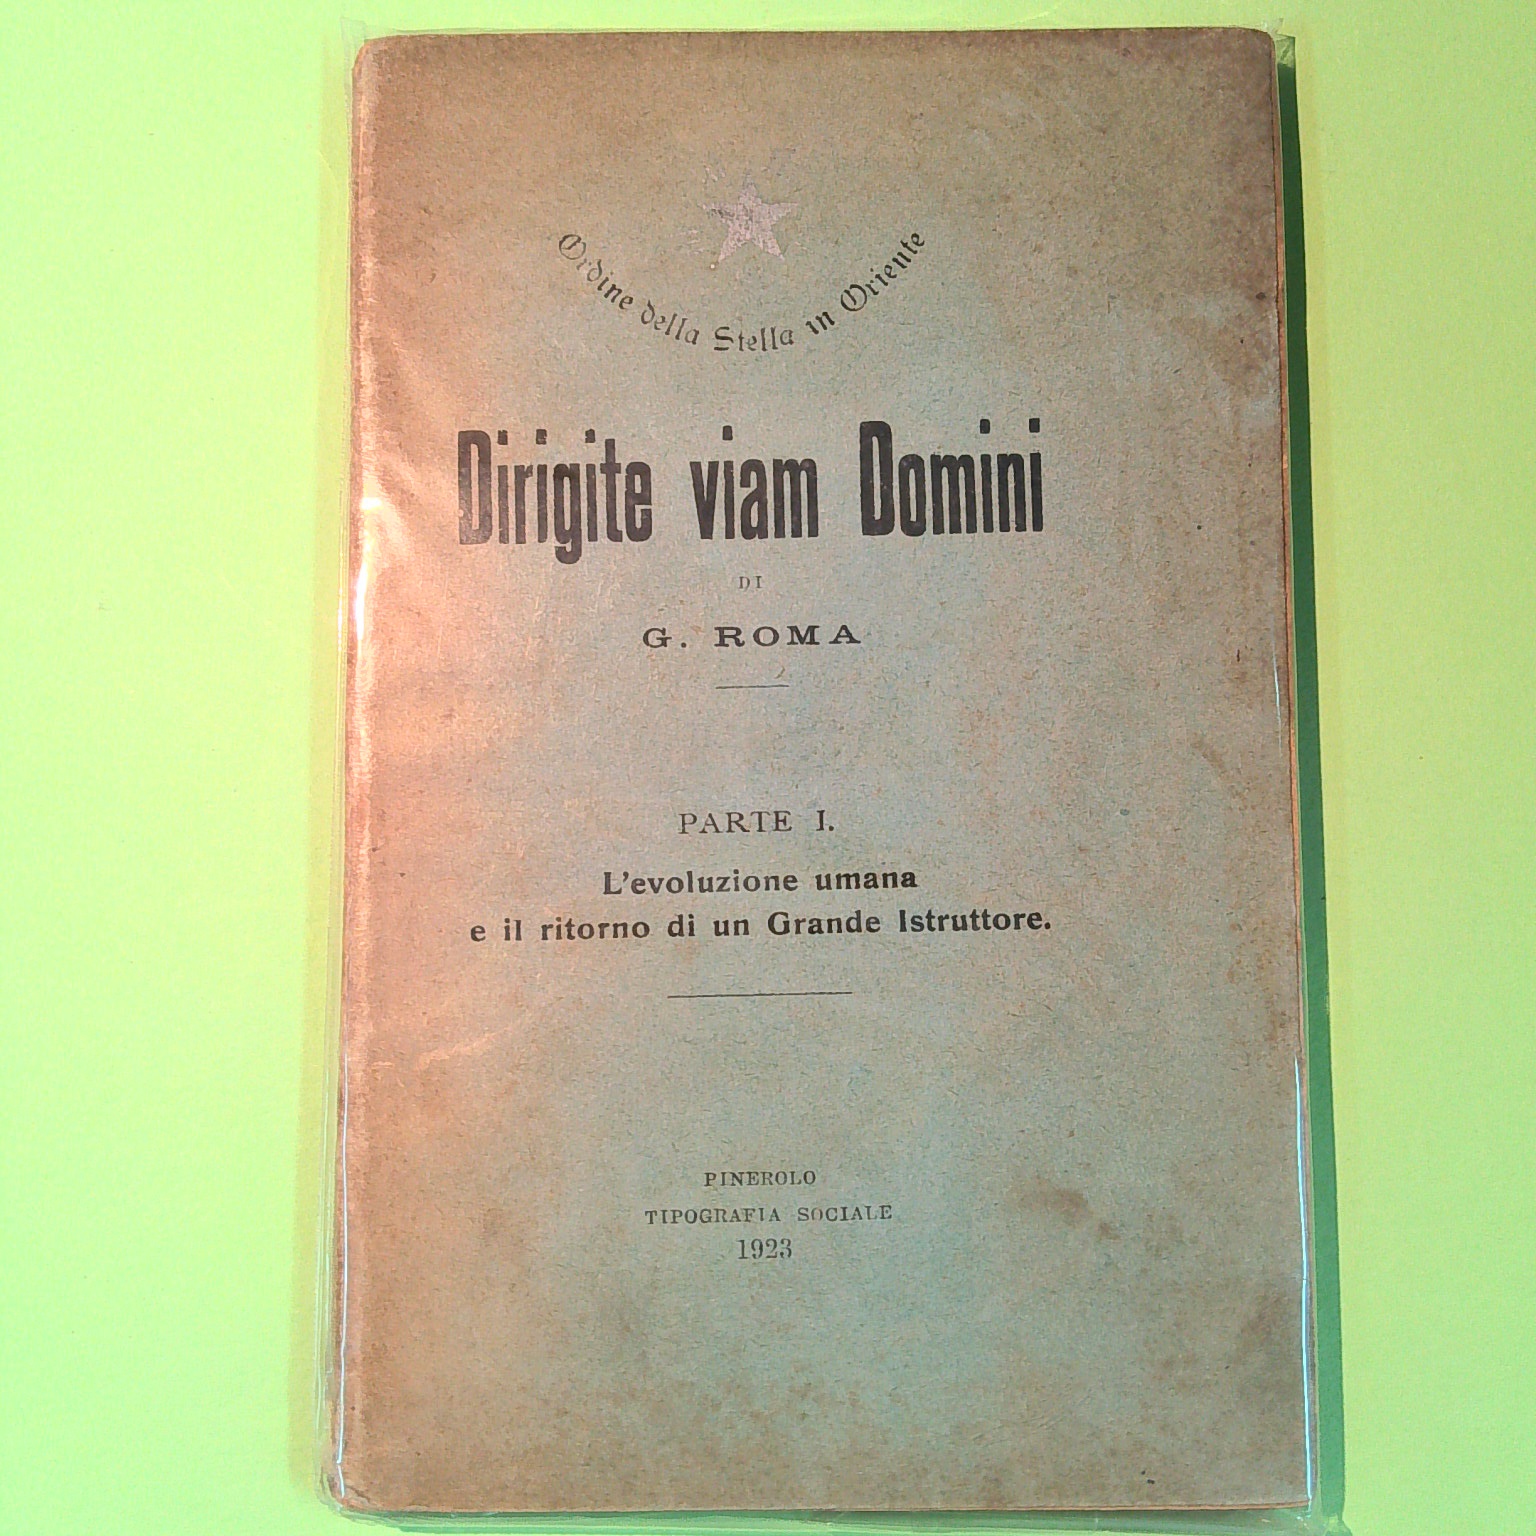 Ordine della Stella in Oriente
Dirigite viam Domini
DI
G. ROMA
PARTE I.
L'evoluzione umana
e il ritorno di un Grande Istruttore.
PINEROLO
TIPOGRAFIA SOCIALE
1923